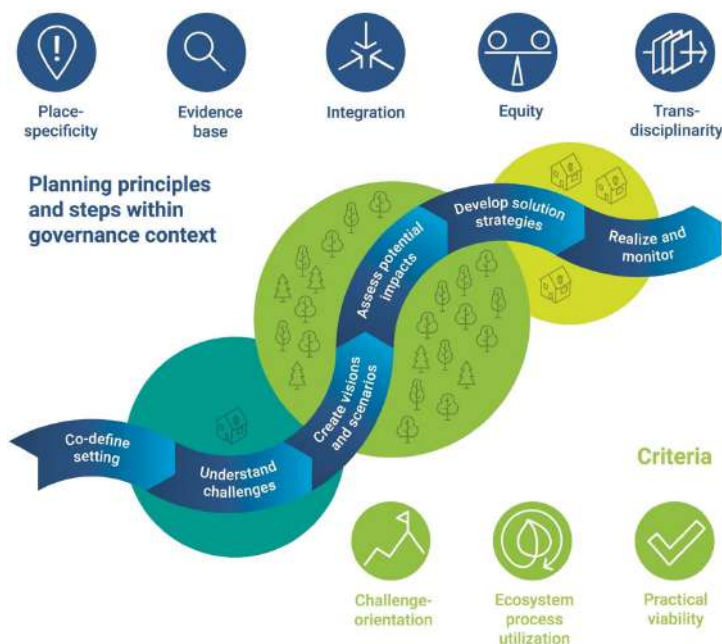 Place-
specificity
Evidence
base
Integration
Equity
Trans-
disciplinarity
Planning principles
and steps within
governance context
Co-define
setting
Understand
challenges
Create visions
and scenarios
Assess potential
impacts
Develop solution
strategies
Realize and
monitor
Criteria
Challenge-
orientation
Ecosystem
process
utilization
Practical
viability